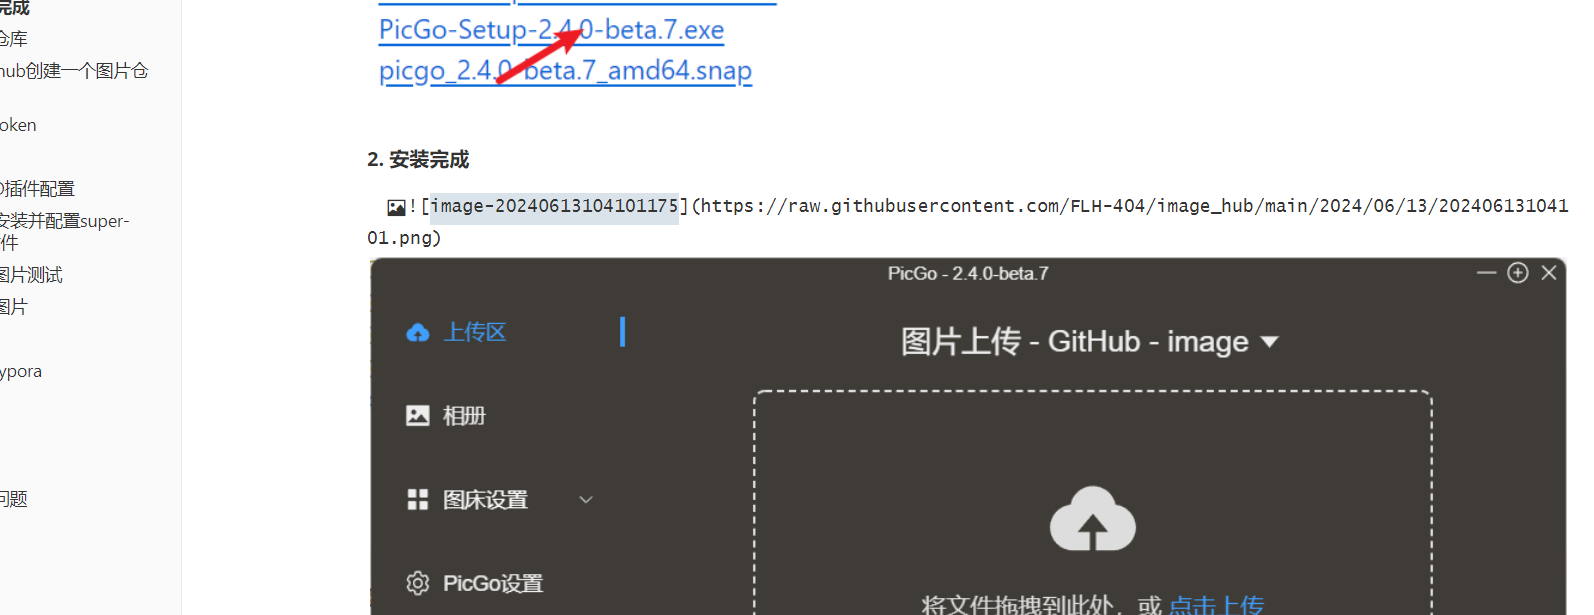 完成
仓库
hub创建一个图片仓
oken
插件配置
安装并配置super-
件
图片测试
图片
ypora
问题
PicGo-Setup-2.4.0-beta.7.exe
picgo_2.4.0-beta.7_amd64.snap
2. 安装完成
![image-20240613104101175](https://raw.githubusercontent.com/FLH-404/image_hub/main/2024/06/13/202406131041
01.png)
PicGo - 2.4.0-beta.7
上传区
图片上传 - GitHub - image
相册
图床设置
PicGo设置
将文件拖拽到此处，或 点击上传